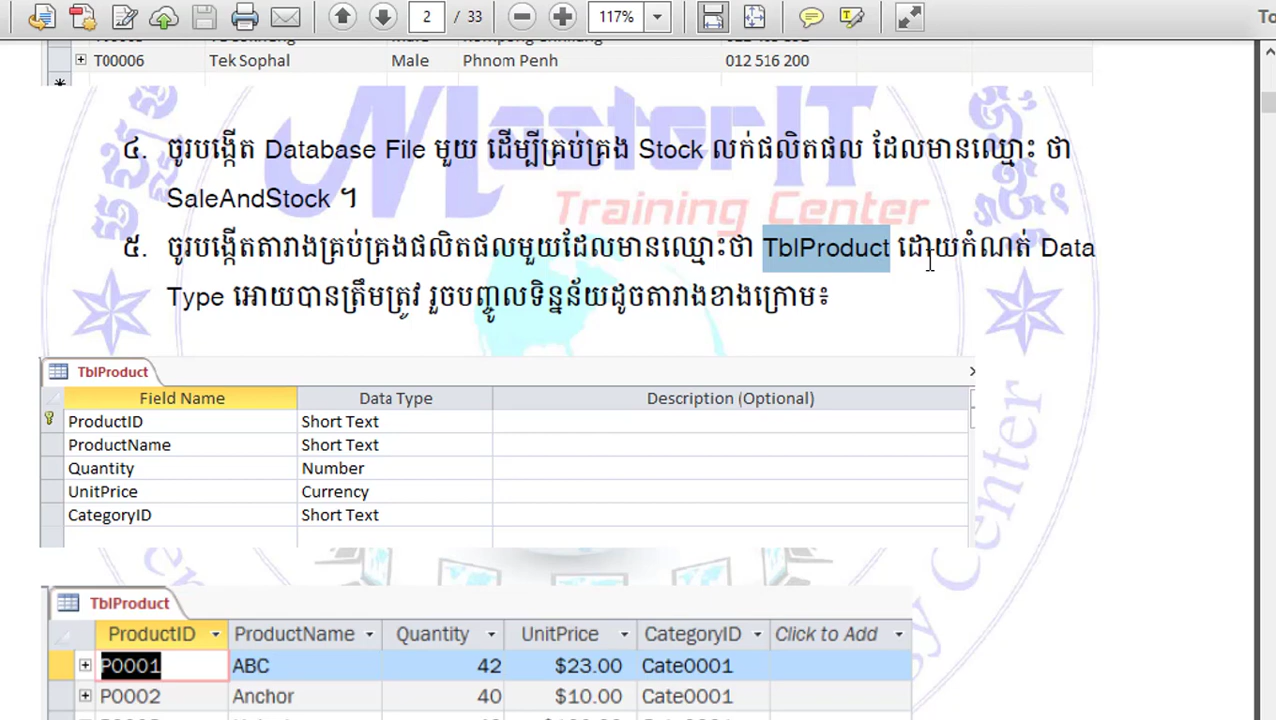 2 / 33 117%
T00006 Tek Sophal Male Phnom Penh 012 516 200
MasterIT
Training Center
៤. ចូរបង្កើត Database File មួយ ដើម្បីគ្រប់គ្រង Stock លក់ផលិតផល ដែលមានឈ្មោះ ថា
SaleAndStock ។
៥. ចូរបង្កើតតារាងគ្រប់គ្រងផលិតផលមួយដែលមានឈ្មោះថា TblProduct ដោយកំណត់ Data
Type អោយបានត្រឹមត្រូវ រួចបញ្ចូលទិន្នន័យដូចតារាងខាងក្រោម៖
TblProduct
Field Name Data Type Description (Optional)
ProductID Short Text
ProductName Short Text
Quantity Number
UnitPrice Currency
CategoryID Short Text
TblProduct
ProductID ProductName Quantity UnitPrice CategoryID Click to Add
P0001 ABC 42 $23.00 Cate0001
P0002 Anchor 40 $10.00 Cate0001